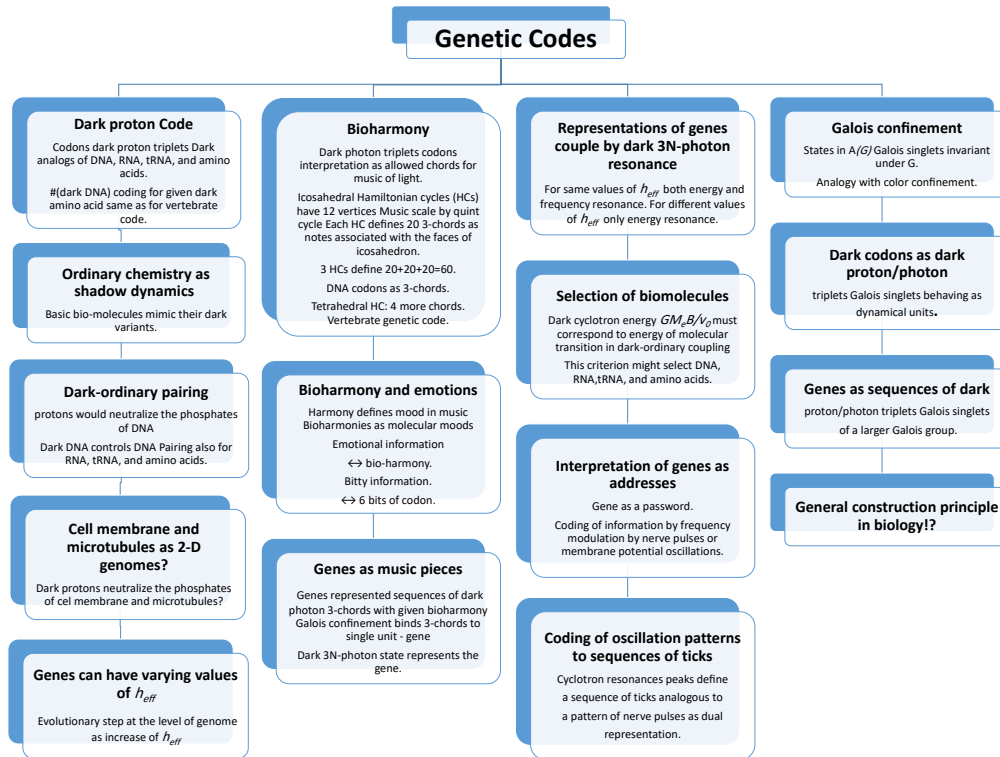 Genetic Codes
Dark proton Code
Codons dark proton triplets Dark
analogs of DNA, RNA, tRNA, and amino
acids.
#(dark DNA) coding for given dark
amino acid same as for vertebrate
code.
Ordinary chemistry as
shadow dynamics
Basic bio-molecules mimic their dark
variants.
Dark-ordinary pairing
protons would neutralize the phosphates
of DNA
Dark DNA controls DNA Pairing also for
RNA, tRNA, and amino acids.
Cell membrane and
microtubules as 2-D
genomes?
Dark protons neutralize the phosphates
of cel membrane and microtubules?
Genes can have varying values
of h_eff
Evolutionary step at the level of genome
as increase of h_eff
Bioharmony
Dark photon triplets codons
interpretation as allowed chords for
music of light.
Icosahedral Hamiltonian cycles (HCs)
have 12 vertices Music scale by quint
cycle Each HC defines 20 3-chords as
notes associated with the faces of
icosahedron.
3 HCs define 20+20+20=60.
DNA codons as 3-chords.
Tetrahedral HC: 4 more chords.
Vertebrate genetic code.
Bioharmony and emotions
Harmony defines mood in music
Bioharmonies as molecular moods
Emotional information
↔ bio-harmony.
Bitty information.
↔ 6 bits of codon.
Genes as music pieces
Genes represented sequences of dark
photon 3-chords with given bioharmony
Galois confinement binds 3-chords to
single unit - gene
Dark 3N-photon state represents the
gene.
Representations of genes
couple by dark 3N-photon
resonance
For same values of h_eff both energy and
frequency resonance. For different values
of h_eff only energy resonance.
Selection of biomolecules
Dark cyclotron energy GM_eB/v_0 must
correspond to energy of molecular
transition in dark-ordinary coupling
This criterion might select DNA,
RNA,tRNA, and amino acids.
Interpretation of genes as
addresses
Gene as a password.
Coding of information by frequency
modulation by nerve pulses or
membrane potential oscillations.
Coding of oscillation patterns
to sequences of ticks
Cyclotron resonances peaks define
a sequence of ticks analogous to
a pattern of nerve pulses as dual
representation.
Galois confinement
States in A(G) Galois singlets invariant
under G.
Analogy with color confinement.
Dark codons as dark
proton/photon
triplets Galois singlets behaving as
dynamical units.
Genes as sequences of dark
proton/photon triplets Galois singlets
of a larger Galois group.
General construction principle
in biology!?